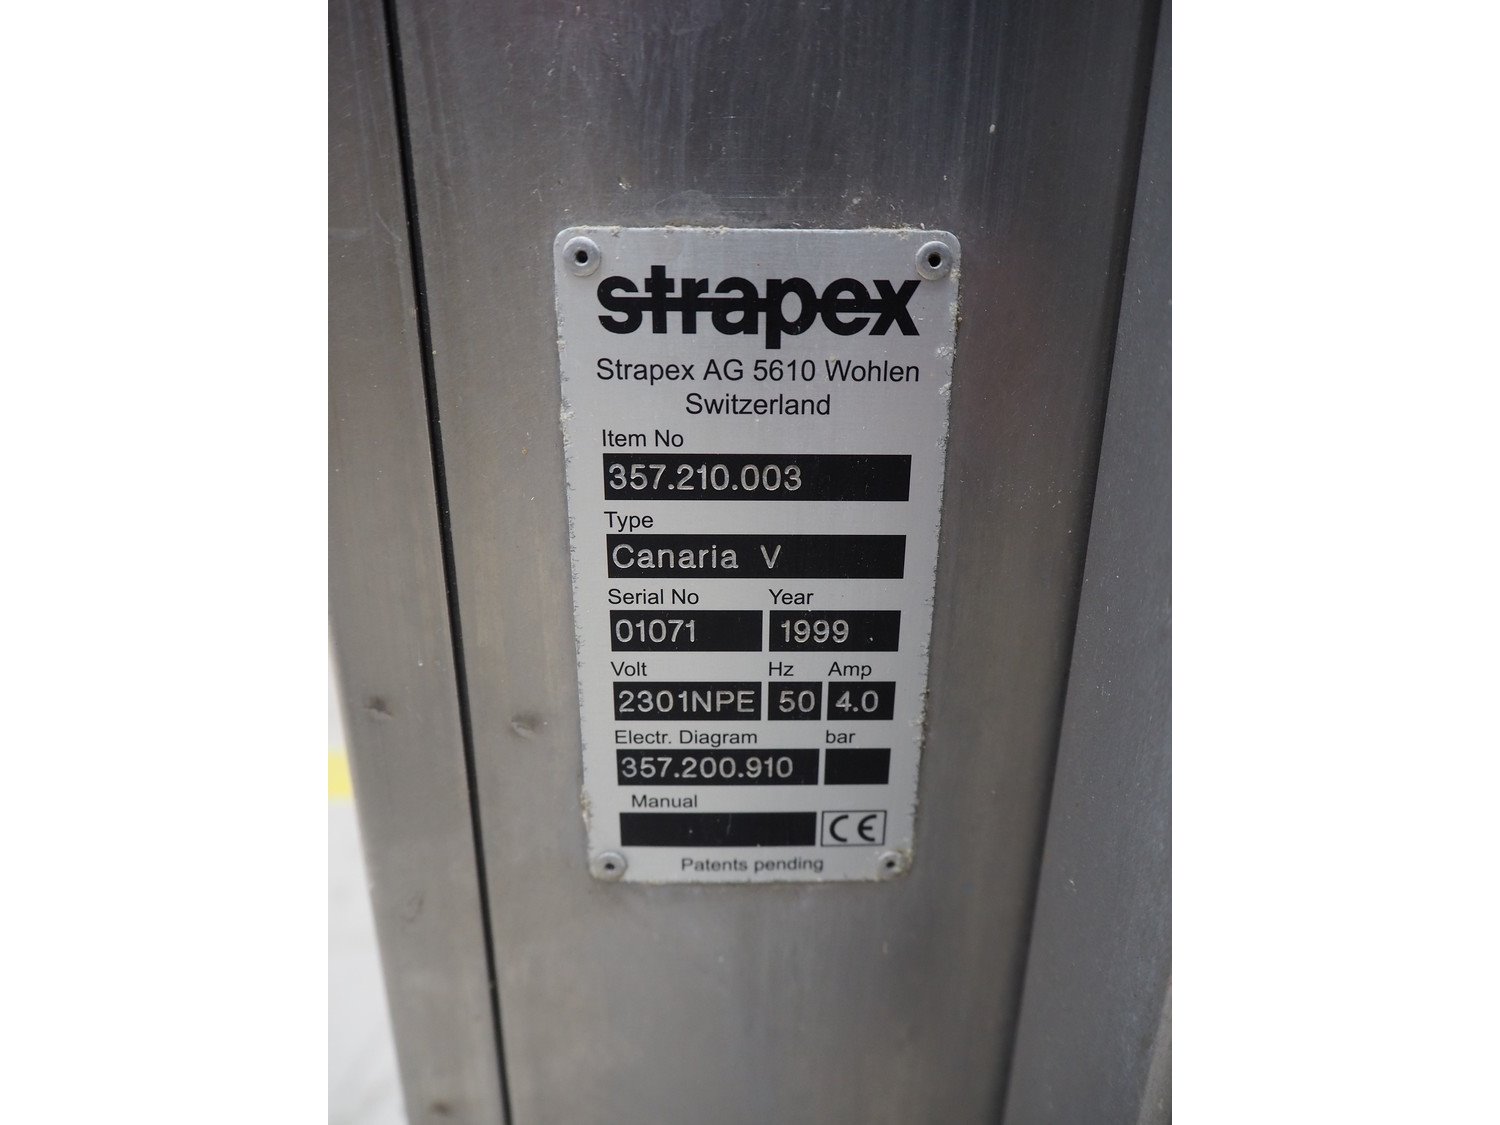 strapex
Strapex AG 5610 Wohlen
Switzerland
Item No
357.210.003
Type
Canaria V
Serial No Year
01071 1999
Volt Hz Amp
2301NPE 50 4.0
Electr. Diagram bar
357.200.910
Manual
CE
Patents pending